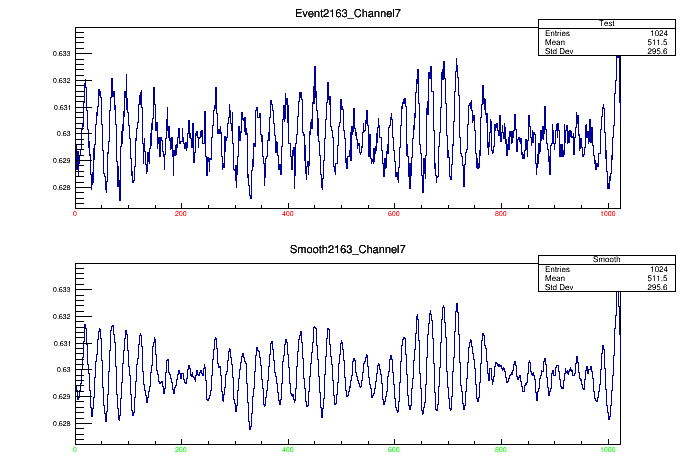 Event2163_Channel7
Test
Entries 1024
Mean 511.5
Std Dev 295.6
0.633
0.632
0.631
0.63
0.629
0.628
0 200 400 600 800 1000
Smooth2163_Channel7
Smooth
Entries 1024
Mean 511.5
Std Dev 295.6
0.633
0.632
0.631
0.63
0.629
0.628
0 200 400 600 800 1000